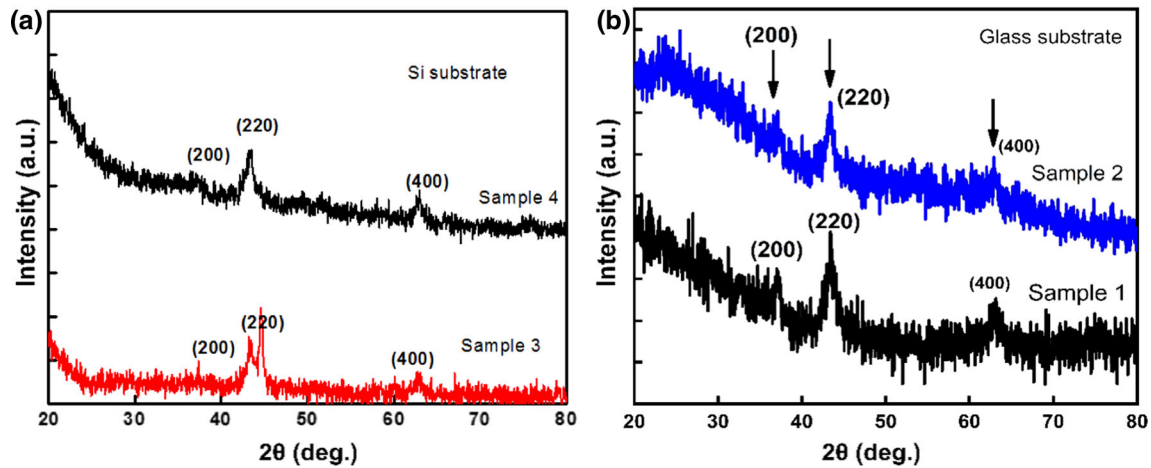 (a)
Si substrate
(220)
(200)
(400)
Sample 4
(220)
(200)
(400)
Sample 3
Intensity (a.u.)
20 30 40 50 60 70 80
2θ (deg.)
(b)
Glass substrate
(200)
(220)
(400)
Sample 2
(220)
(200)
(400)
Sample 1
Intensity (a.u.)
20 30 40 50 60 70 80
2θ (deg.)